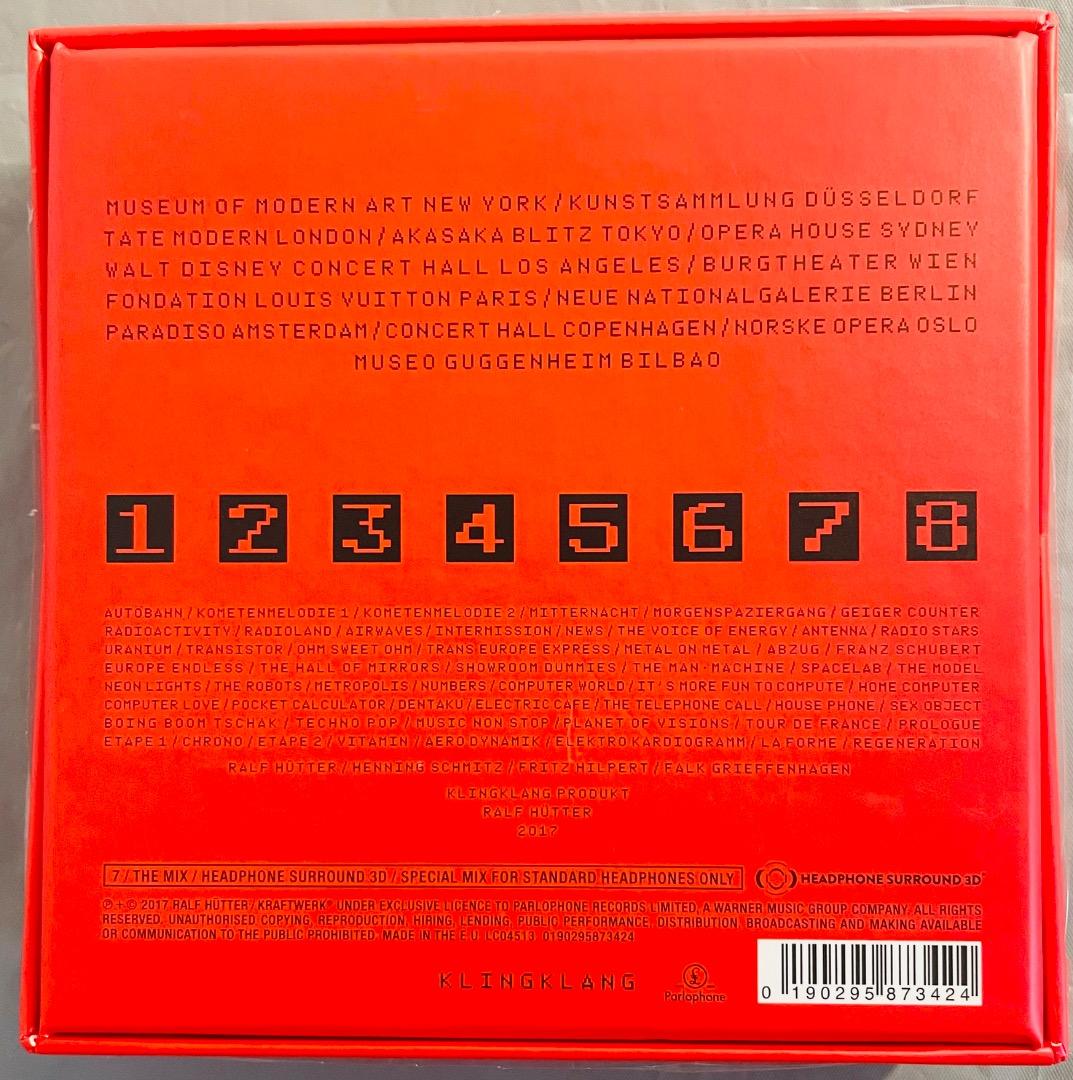 MUSEUM OF MODERN ART NEW YORK/KUNSTSAMMLUNG DÜSSELDORF
TATE MODERN LONDON/AKASAKA BLITZ TOKYO/OPERA HOUSE SYDNEY
WALT DISNEY CONCERT HALL LOS ANGELES/BURGTHEATER WIEN
FONDATION LOUIS VUITTON PARIS/NEUE NATIONALGALERIE BERLIN
PARADISO AMSTERDAM/CONCERT HALL COPENHAGEN/NORSKE OPERA OSLO
MUSEO GUGGENHEIM BILBAO
1 2 3 4 5 6 7 8
AUTOBAHN/KOMETENMELODIE 1/KOMETENMELODIE 2/MITTERNACHT/MORGENSPAZIERGANG/GEIGER COUNTER
RADIOACTIVITY/RADIOLAND/AIRWAVES/INTERMISSION/NEWS/THE VOICE OF ENERGY/ANTENNA/RADIO STARS
URANIUM/TRANSISTOR/OHM SWEET OHM/TRANS EUROPE EXPRESS/METAL ON METAL/ABZUG/FRANZ SCHUBERT
EUROPE ENDLESS/THE HALL OF MIRRORS/SHOWROOM DUMMIES/THE MAN·MACHINE/SPACELAB/THE MODEL
NEON LIGHTS/THE ROBOTS/METROPOLIS/NUMBERS/COMPUTER WORLD/IT'S MORE FUN TO COMPUTE/HOME COMPUTER
COMPUTER LOVE/POCKET CALCULATOR/DENTAKU/ELECTRIC CAFE/THE TELEPHONE CALL/HOUSE PHONE/SEX OBJECT
BOING BOOM TSCHAK/TECHNO POP/MUSIC NON STOP/PLANET OF VISIONS/TOUR DE FRANCE/PROLOGUE
ETAPE 1/CHRONO/ETAPE 2/VITAMIN/AERO DYNAMIK/ELEKTRO KARDIOGRAMM/LA FORME/REGENERATION
RALF HÜTTER/HENNING SCHMITZ/FRITZ HILPERT/FALK GRIEFFENHAGEN
KLINGKLANG PRODUKT
RALF HÜTTER
2017
7 / THE MIX / HEADPHONE SURROUND 3D / SPECIAL MIX FOR STANDARD HEADPHONES ONLY HEADPHONE SURROUND 3D™
℗+© 2017 RALF HÜTTER / KRAFTWERK® UNDER EXCLUSIVE LICENCE TO PARLOPHONE RECORDS LIMITED, A WARNER MUSIC GROUP COMPANY. ALL RIGHTS
RESERVED. UNAUTHORISED COPYING, REPRODUCTION, HIRING, LENDING, PUBLIC PERFORMANCE, DISTRIBUTION, BROADCASTING AND MAKING AVAILABLE
OR COMMUNICATION TO THE PUBLIC PROHIBITED. MADE IN THE E.U. LC04513 0190295873424
KLINGKLANG £ Parlophone 0 190295 873424